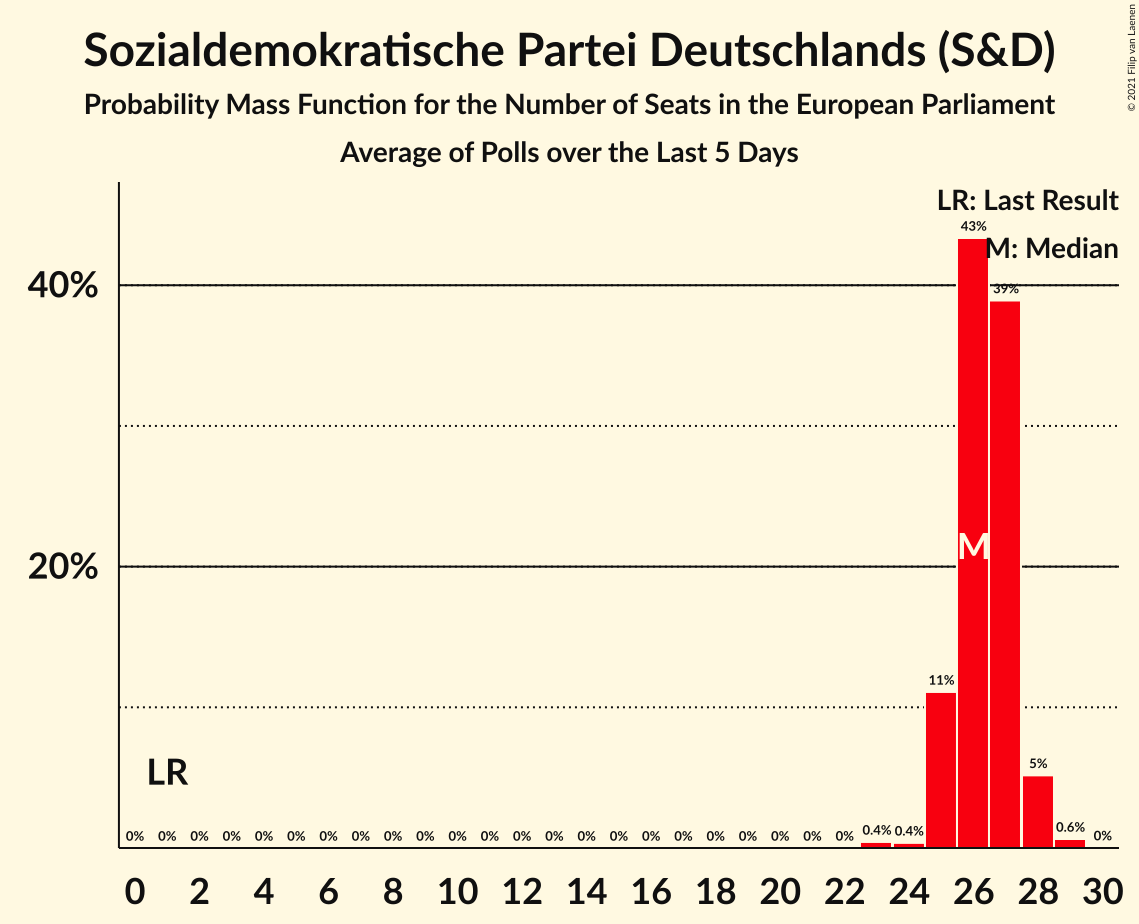 Sozialdemokratische Partei Deutschlands (S&D)
Probability Mass Function for the Number of Seats in the European Parliament
Average of Polls over the Last 5 Days
© 2021 Filip van Laenen
LR: Last Result
M: Median
40%
20%
43%
39%
M
11%
LR
5%
0% 0% 0% 0% 0% 0% 0% 0% 0% 0% 0% 0% 0% 0% 0% 0% 0% 0% 0% 0% 0% 0% 0% 0.4% 0.4% 0.6% 0%
0 2 4 6 8 10 12 14 16 18 20 22 24 26 28 30